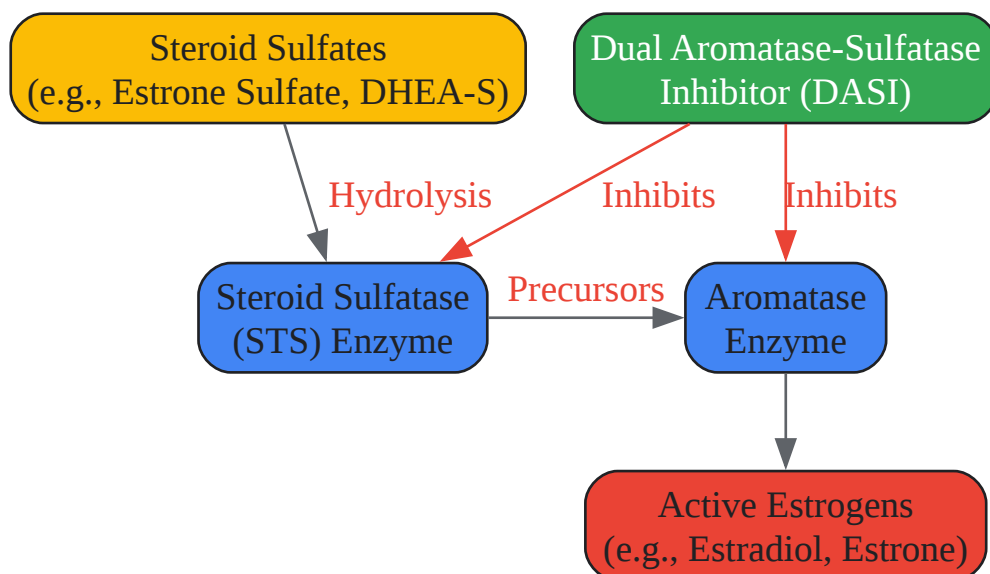 Steroid Sulfates
(e.g., Estrone Sulfate, DHEA-S)
Dual Aromatase-Sulfatase
Inhibitor (DASI)
Hydrolysis
Inhibits
Inhibits
Steroid Sulfatase
(STS) Enzyme
Precursors
Aromatase
Enzyme
Active Estrogens
(e.g., Estradiol, Estrone)